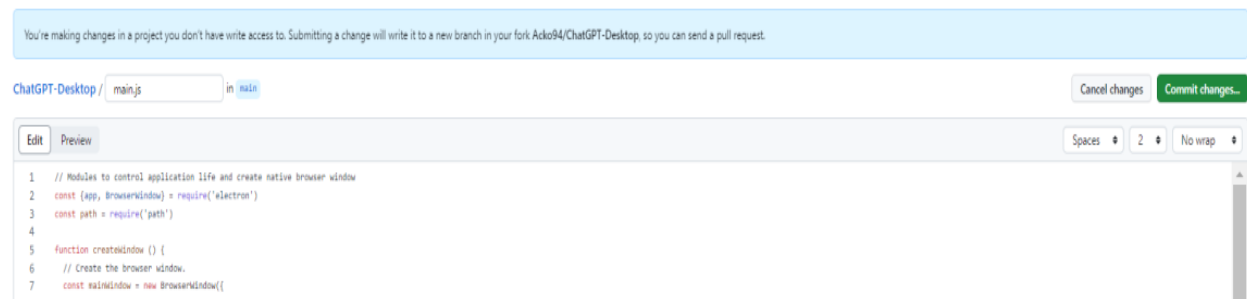 You're making changes in a project you don't have write access to. Submitting a change will write it to a new branch in your fork Acko94/ChatGPT-Desktop, so you can send a pull request.
ChatGPT-Desktop / main.js in main Cancel changes Commit changes...
Edit Preview Spaces 2 No wrap
1 // Modules to control application life and create native browser window
2 const {app, BrowserWindow} = require('electron')
3 const path = require('path')
4
5 function createWindow () {
6 // Create the browser window.
7 const mainWindow = new BrowserWindow({